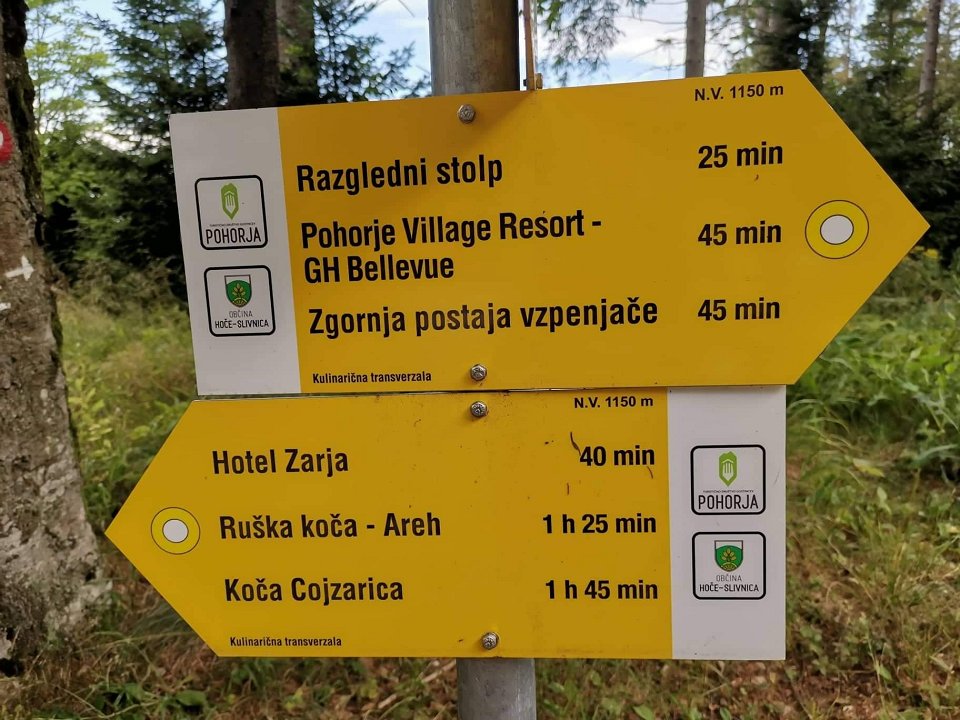 N.V. 1150 m
Razgledni stolp 25 min
Pohorje Village Resort -
GH Bellevue 45 min
Zgornja postaja vzpenjače 45 min
Kulinarična transverzala
POHORJA
OBČINA
HOČE-SLIVNICA
N.V. 1150 m
Hotel Zarja 40 min
Ruška koča - Areh 1 h 25 min
Koča Cojzarica 1 h 45 min
Kulinarična transverzala
POHORJA
OBČINA
HOČE-SLIVNICA